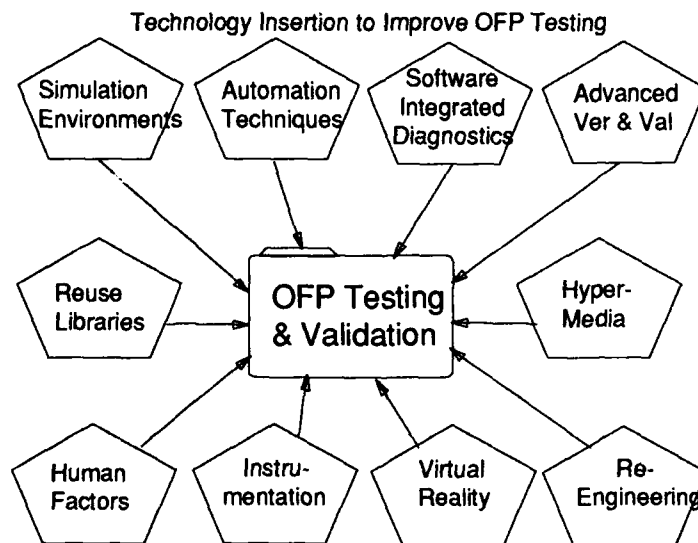 Technology Insertion to Improve OFP Testing
Simulation
Environments
Automation
Techniques
Software
Integrated
Diagnostics
Advanced
Ver & Val
Reuse
Libraries
OFP Testing
& Validation
Hyper-
Media
Human
Factors
Instru-
mentation
Virtual
Reality
Re-
Engineering